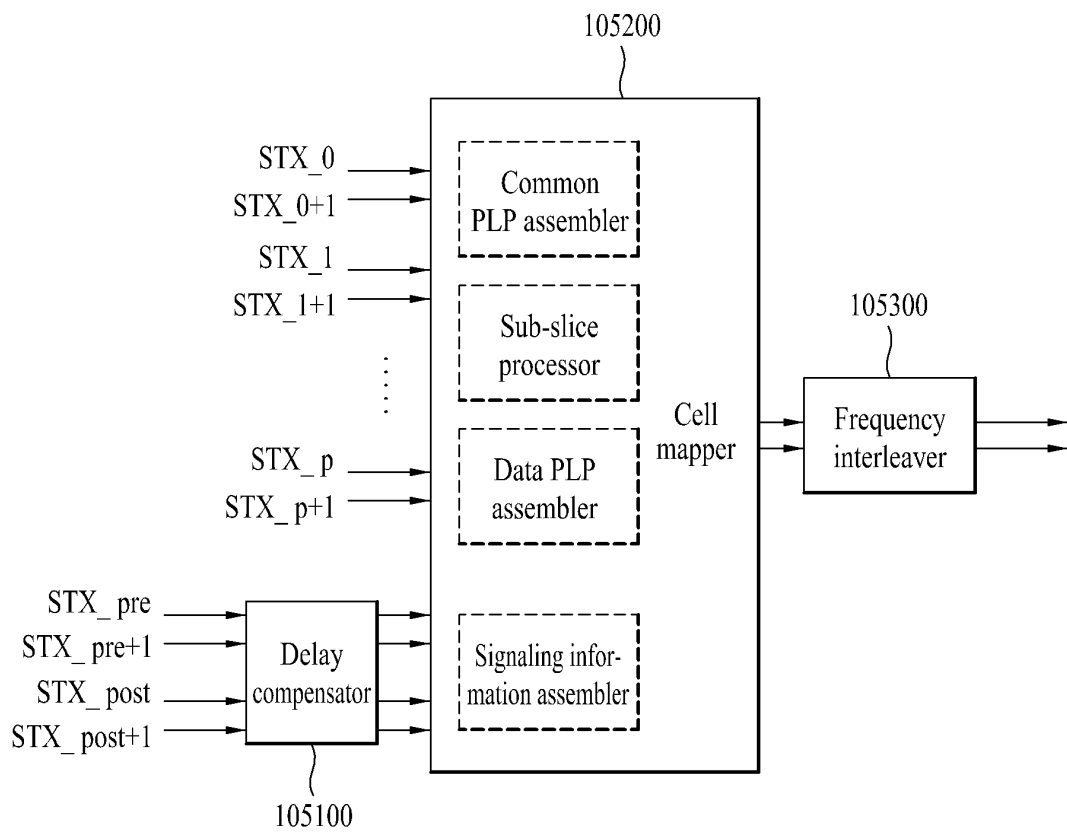 105200
STX_0
STX_0+1
STX_1
STX_1+1
STX_ p
STX_ p+1
STX_ pre
STX_ pre+1
STX_ post
STX_ post+1
Delay
compensator
105100
Common
PLP assembler
Sub-slice
processor
Data PLP
assembler
Signaling infor-
mation assembler
Cell
mapper
105300
Frequency
interleaver